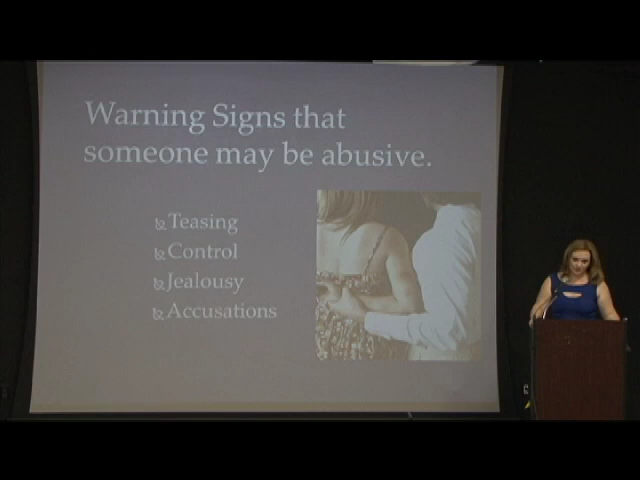 Warning Signs that
someone may be abusive.
Teasing
Control
Jealousy
Accusations